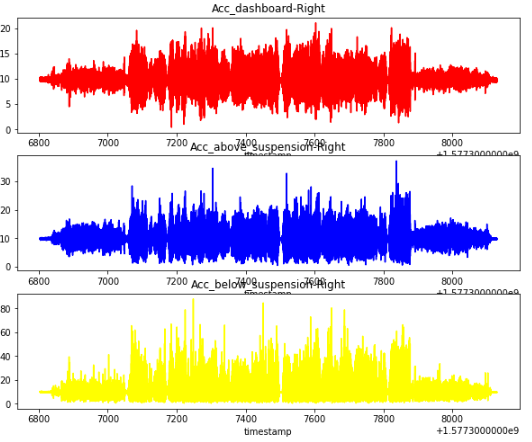 Acc_dashboard-Right
20
15
10
5
0
6800 7000 7200 7400 7600 7800 8000
timestamp
+1.5773000000e9
Acc_above_suspension-Right
30
20
10
0
6800 7000 7200 7400 7600 7800 8000
timestamp
+1.5773000000e9
Acc_below_suspension-Right
80
60
40
20
0
6800 7000 7200 7400 7600 7800 8000
timestamp
+1.5773000000e9